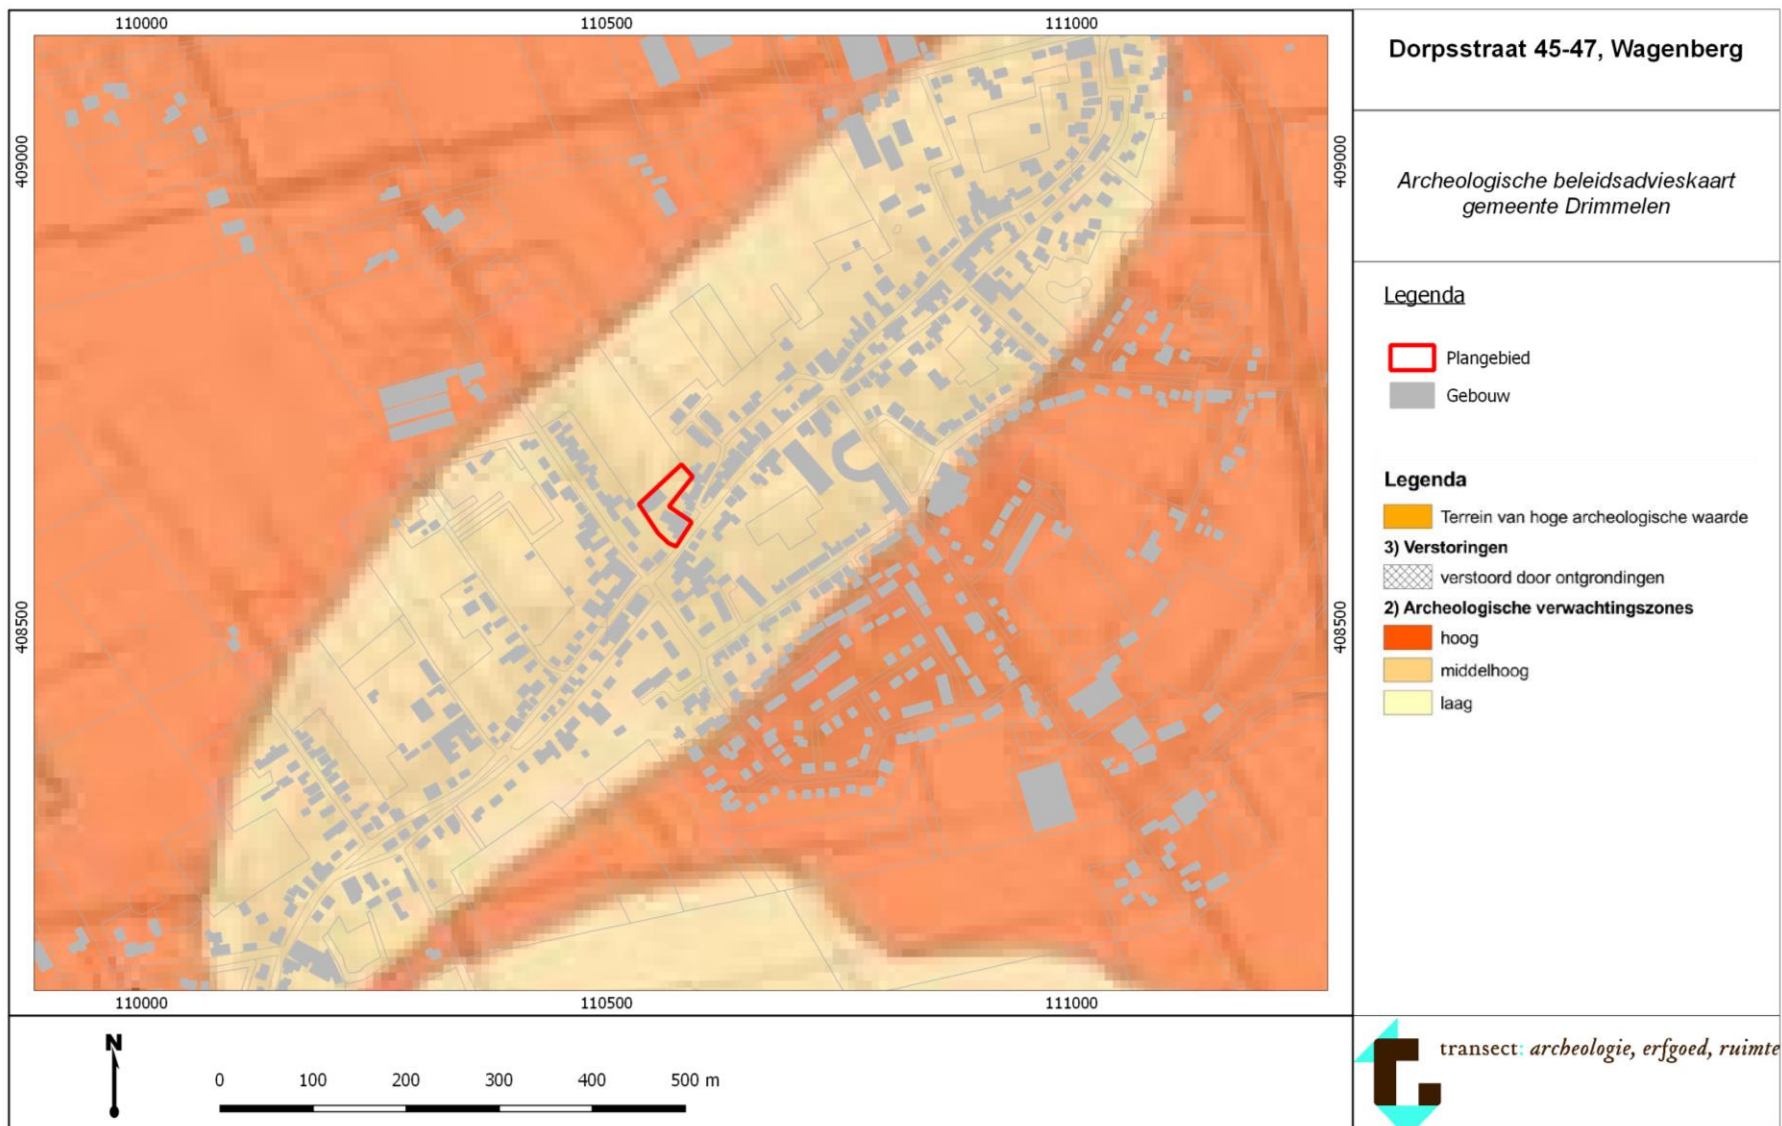 110000
110500
111000
409000
409000
408500
408500
110000
110500
111000
N
0
100
200
300
400
500 m
Dorpsstraat 45-47, Wagenberg
Archeologische beleidsadvieskaart
gemeente Drimmelen
Legenda
Plangebied
Gebouw
Legenda
Terrein van hoge archeologische waarde
3) Verstoringen
verstoord door ontgrondingen
2) Archeologische verwachtingszones
hoog
middelhoog
laag
transect: archeologie, erfgoed, ruimte